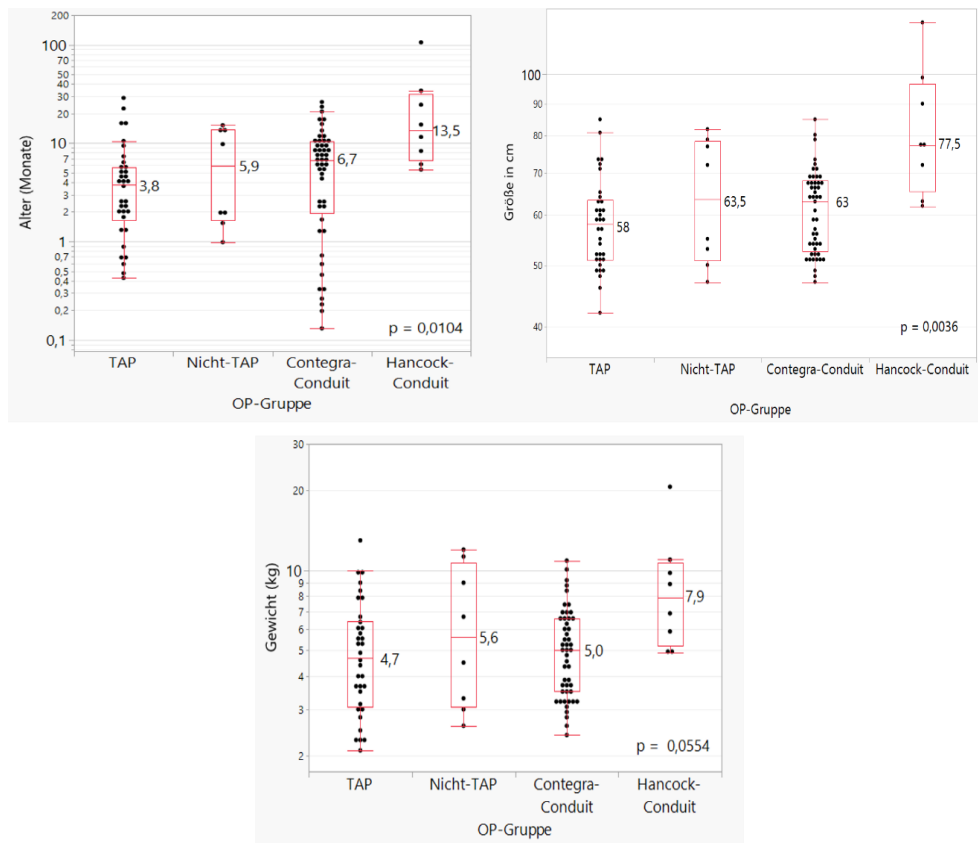 200
100
70
50
40
30
20
10
7
5
4
3
2
1
0,7
0,5
0,4
0,3
0,2
0,1
Alter (Monate)
3,8
5,9
6,7
13,5
p = 0,0104
TAP
Nicht-TAP
Contegra-
Conduit
Hancock-
Conduit
OP-Gruppe
100
90
80
70
60
50
40
Größe in cm
58
63,5
63
77,5
p = 0,0036
TAP
Nicht-TAP
Contegra-Conduit
Hancock-Conduit
OP-Gruppe
30
20
10
9
8
7
6
5
4
3
2
Gewicht (kg)
4,7
5,6
5,0
7,9
p = 0,0554
TAP
Nicht-TAP
Contegra-
Conduit
Hancock-
Conduit
OP-Gruppe